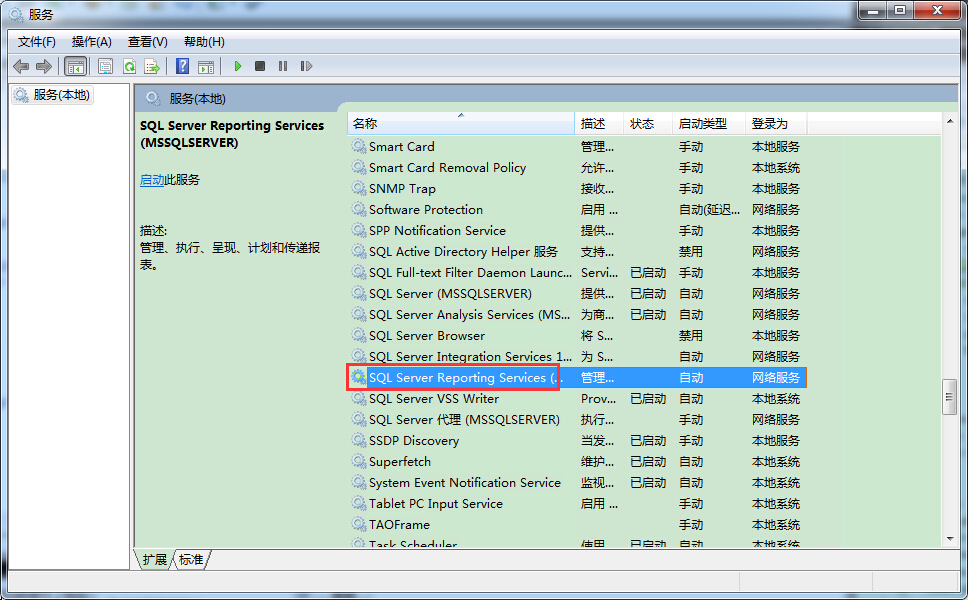 服务
文件(F) 操作(A) 查看(V) 帮助(H)
服务(本地)
服务(本地)
SQL Server Reporting Services
(MSSQLSERVER)
启动此服务
描述:
管理、执行、呈现、计划和传递报
表。
名称 描述 状态 启动类型 登录为
Smart Card 管理... 手动 本地服务
Smart Card Removal Policy 允许... 手动 本地系统
SNMP Trap 接收... 手动 本地服务
Software Protection 启用 ... 自动(延迟... 网络服务
SPP Notification Service 提供... 手动 本地服务
SQL Active Directory Helper 服务 支持... 禁用 网络服务
SQL Full-text Filter Daemon Launc... Servi... 已启动 手动 本地服务
SQL Server (MSSQLSERVER) 提供... 已启动 自动 网络服务
SQL Server Analysis Services (MS... 为商... 已启动 自动 网络服务
SQL Server Browser 将 S... 禁用 本地服务
SQL Server Integration Services 1... 为 S... 自动 网络服务
SQL Server Reporting Services (... 管理... 自动 网络服务
SQL Server VSS Writer Prov... 已启动 自动 本地系统
SQL Server 代理 (MSSQLSERVER) 执行... 手动 网络服务
SSDP Discovery 当发... 已启动 手动 本地服务
Superfetch 维护... 已启动 自动 本地系统
System Event Notification Service 监视... 已启动 自动 本地系统
Tablet PC Input Service 启用 ... 手动 本地系统
TAOFrame 手动 本地系统
Task Scheduler 使用... 已启动 自动 本地系统
扩展 标准